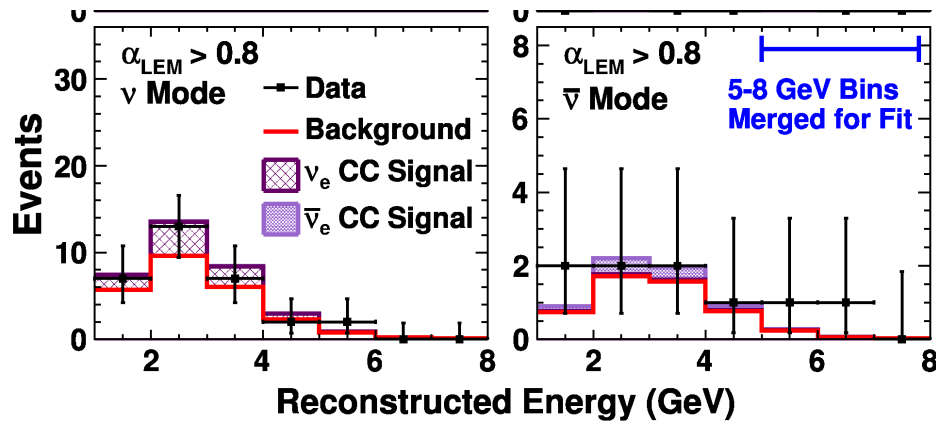 0
0
α_LEM > 0.8
ν Mode
Data
Background
ν_e CC Signal
ν̄_e CC Signal
30
20
10
0
2
4
6
8
Events
α_LEM > 0.8
ν̄ Mode
5-8 GeV Bins
Merged for Fit
8
6
4
2
0
2
4
6
8
Reconstructed Energy (GeV)